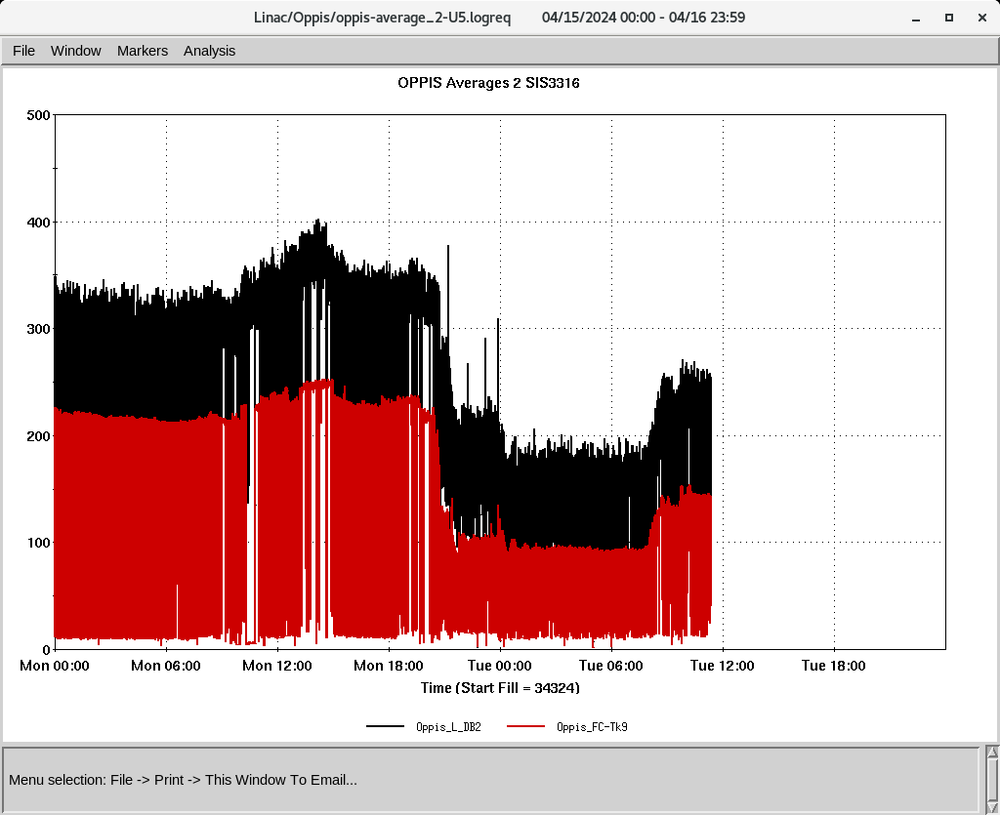 Linac/Oppis/oppis-average_2-U5.logreq 04/15/2024 00:00 - 04/16 23:59
File Window Markers Analysis
OPPIS Averages 2 SIS3316
500
400
300
200
100
0
Mon 00:00 Mon 06:00 Mon 12:00 Mon 18:00 Tue 00:00 Tue 06:00 Tue 12:00 Tue 18:00
Time (Start Fill = 34324)
Oppis_L_DB2 Oppis_FC-Tk9
Menu selection: File -> Print -> This Window To Email...